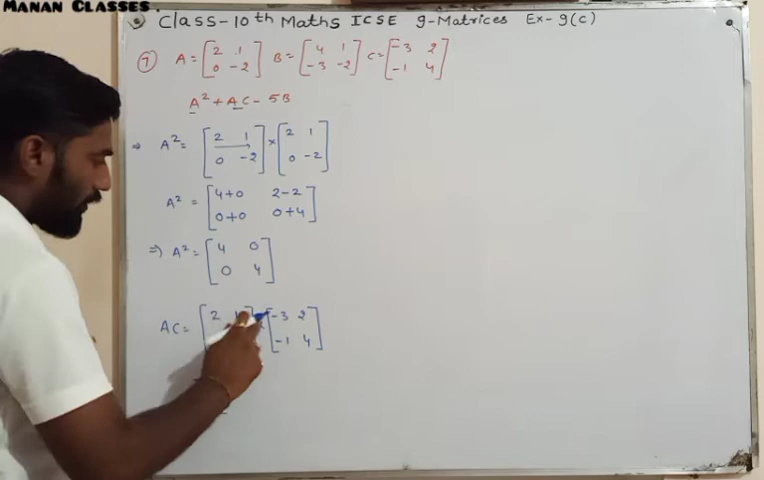 MANAN CLASSES.
Class-10th Maths ICSE 9-Matrices Ex-9(c)
7. A = [2 1 B = [4 1 C = [-3 2
0 -2] -3 -2] -1 4]
A² + AC - 5B
⇒ A² = [2 1 × [2 1
0 -2] 0 -2]
A² = [4+0 2-2
0+0 0+4]
⇒ A² = [4 0
0 4]
AC = [2 1] × [-3 2
-1 4]